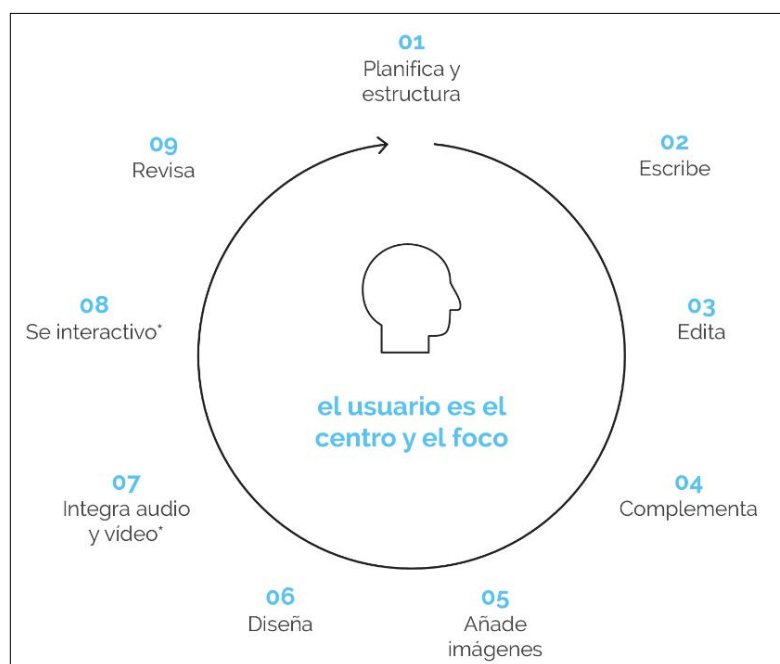 01
Planifica y
estructura
02
Escribe
03
Edita
04
Complementa
05
Añade
imágenes
06
Diseña
07
Integra audio
y vídeo*
08
Se interactivo*
09
Revisa
el usuario es el
centro y el foco